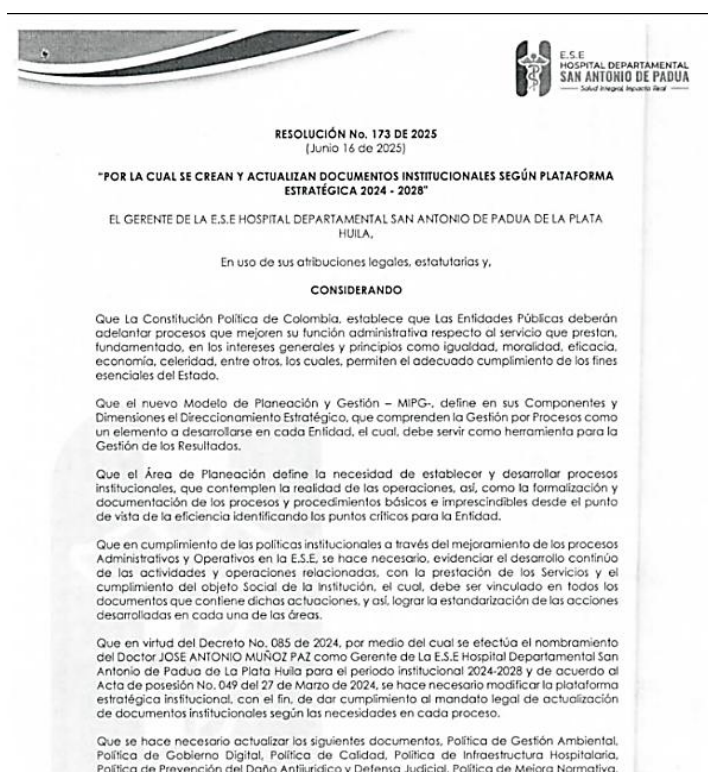 E.S.E
HOSPITAL DEPARTAMENTAL
SAN ANTONIO DE PADUA
Salud Integral, Impacto Real
RESOLUCIÓN No. 173 DE 2025
(Junio 16 de 2025)
"POR LA CUAL SE CREAN Y ACTUALIZAN DOCUMENTOS INSTITUCIONALES SEGÚN PLATAFORMA
ESTRATÉGICA 2024 - 2028"
EL GERENTE DE LA E.S.E HOSPITAL DEPARTAMENTAL SAN ANTONIO DE PADUA DE LA PLATA
HUILA,
En uso de sus atribuciones legales, estatutarias y,
CONSIDERANDO
Que La Constitución Política de Colombia, establece que Las Entidades Públicas deberán
adelantar procesos que mejoren su función administrativa respecto al servicio que prestan,
fundamentado, en los intereses generales y principios como igualdad, moralidad, eficacia,
economía, celeridad, entre otros, los cuales, permiten el adecuado cumplimiento de los fines
esenciales del Estado.
Que el nuevo Modelo de Planeación y Gestión – MIPG-, define en sus Componentes y
Dimensiones el Direccionamiento Estratégico, que comprenden la Gestión por Procesos como
un elemento a desarrollarse en cada Entidad, el cual, debe servir como herramienta para la
Gestión de los Resultados.
Que el Área de Planeación define la necesidad de establecer y desarrollar procesos
institucionales, que contemplen la realidad de las operaciones, así, como la formalización y
documentación de los procesos y procedimientos básicos e imprescindibles desde el punto
de vista de la eficiencia identificando los puntos críticos para la Entidad.
Que en cumplimiento de las políticas institucionales a través del mejoramiento de los procesos
Administrativos y Operativos en la E.S.E, se hace necesario, evidenciar el desarrollo continúo
de las actividades y operaciones relacionadas, con la prestación de los Servicios y el
cumplimiento del objeto Social de la Institución, el cual, debe ser vinculado en todos los
documentos que contiene dichas actuaciones, y así, lograr la estandarización de las acciones
desarrolladas en cada una de las áreas.
Que en virtud del Decreto No. 085 de 2024, por medio del cual se efectúa el nombramiento
del Doctor JOSE ANTONIO MUÑOZ PAZ como Gerente de La E.S.E Hospital Departamental San
Antonio de Padua de La Plata Huila para el periodo institucional 2024-2028 y de acuerdo al
Acta de posesión No. 049 del 27 de Marzo de 2024, se hace necesario modificar la plataforma
estratégica institucional, con el fin, de dar cumplimiento al mandato legal de actualización
de documentos institucionales según las necesidades en cada proceso.
Que se hace necesario actualizar los siguientes documentos, Política de Gestión Ambiental,
Política de Gobierno Digital, Política de Calidad, Política de Infraestructura Hospitalaria,
Política de Prevención del Daño Antijurídico y Defensa Judicial, Política de Mejora Normativa,